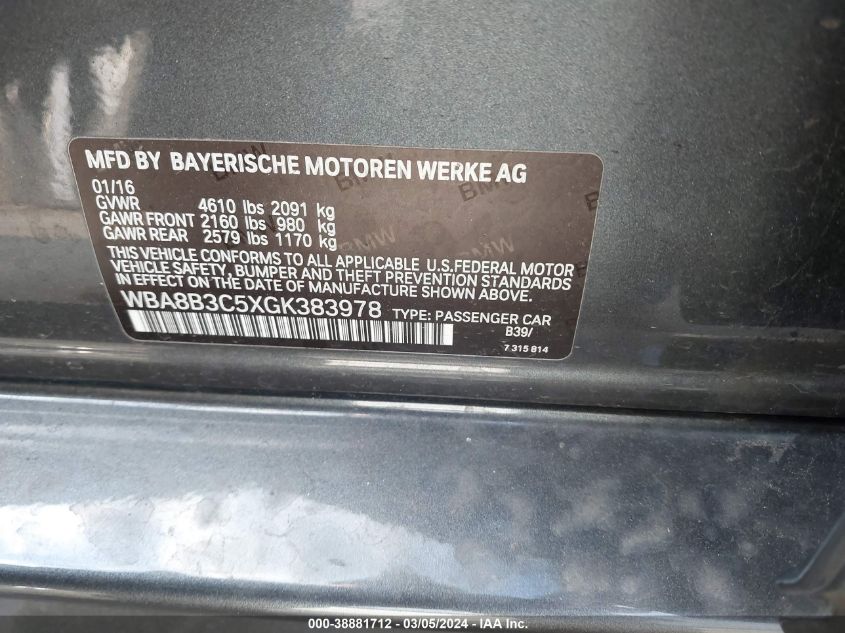 MFD BY BAYERISCHE MOTOREN WERKE AG
01/16
GVWR 4610 lbs 2091 kg
GAWR FRONT 2160 lbs 980 kg
GAWR REAR 2579 lbs 1170 kg
THIS VEHICLE CONFORMS TO ALL APPLICABLE U.S.FEDERAL MOTOR
VEHICLE SAFETY, BUMPER AND THEFT PREVENTION STANDARDS
IN EFFECT ON THE DATE OF MANUFACTURE SHOWN ABOVE.
WBA8B3C5XGK383978 TYPE: PASSENGER CAR
B39/
7 315 814
000-38881712 - 03/05/2024 - IAA Inc.